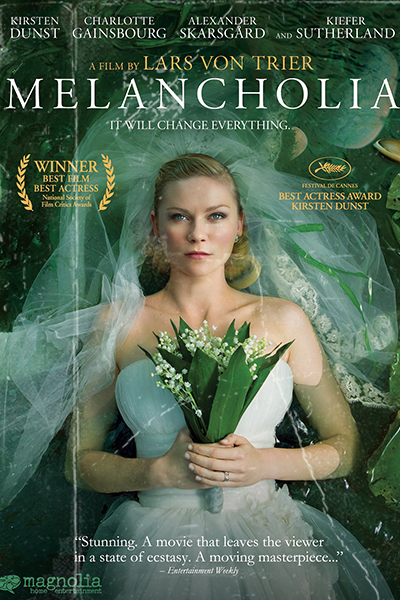 KIRSTEN DUNST
CHARLOTTE GAINSBOURG
ALEXANDER SKARSGÅRD
AND KIEFER SUTHERLAND
A FILM BY LARS VON TRIER
MELANCHOLIA
IT WILL CHANGE EVERYTHING...
WINNER
BEST FILM
BEST ACTRESS
National Society of
Film Critics Awards
FESTIVAL DE CANNES
BEST ACTRESS AWARD
KIRSTEN DUNST
“Stunning. A movie that leaves the viewer
in a state of ecstasy. A moving masterpiece...”
– Entertainment Weekly
magnolia
home entertainment